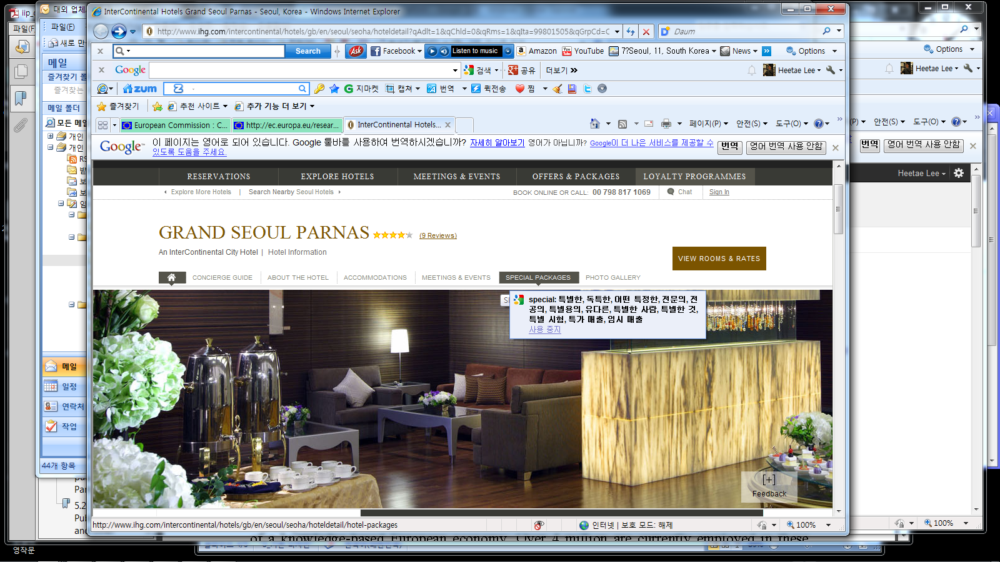 InterContinental Hotels Grand Seoul Parnas - Seoul, Korea - Windows Internet Explorer
http://www.ihg.com/intercontinental/hotels/gb/en/seoul/seoha/hoteldetail?qAdlt=1&qChld=0&qRms=1&qIta=99801505&qGrpCd=C
Daum
Search
Ask
Facebook
Listen to music
Amazon
YouTube
7?Seoul, 11, South Korea
News
Options
Google
검색
공유
더보기
Heetae Lee
zum
지마켓
캡쳐
번역
퀵전송
찜
즐겨찾기
추천 사이트
추가 기능 더 보기
European Commission : C...
http://ec.europa.eu/resear...
InterContinental Hotels...
페이지(P)
안전(S)
도구(O)
Google
이 페이지는 영어로 되어 있습니다. Google 툴바를 사용하여 번역하시겠습니까? 자세히 알아보기 영어가 아닙니까? Google이 더 나은 서비스를 제공할 수
있도록 도움을 주세요.
번역
영어 번역 사용 안함
RESERVATIONS
EXPLORE HOTELS
MEETINGS & EVENTS
OFFERS & PACKAGES
LOYALTY PROGRAMMES
Explore More Hotels | Search Nearby Seoul Hotels
BOOK ONLINE OR CALL: 00 798 817 1069
Chat
Sign In
GRAND SEOUL PARNAS
(9 Reviews)
An InterContinental City Hotel | Hotel Information
VIEW ROOMS & RATES
CONCIERGE GUIDE
ABOUT THE HOTEL
ACCOMMODATIONS
MEETINGS & EVENTS
SPECIAL PACKAGES
PHOTO GALLERY
special: 특별한, 독특한, 어떤 특정한, 전문의, 전
공의, 특별용의, 유다른, 특별한 사람, 특별한 것,
특별 시험, 특가 매출, 임시 매출
사용 중지
[+]
Feedback
http://www.ihg.com/intercontinental/hotels/gb/en/seoul/seoha/hoteldetail/hotel-packages
인터넷 | 보호 모드: 해제
100%
대외 업체
파일(F)
새로 만
메일
즐겨찾기 폴
즐겨찾는
메일 폴더
모든 메일
개인
개인
메일
일정
연락처
작업
44개 항목
Par
5.2
Pub
and
영작문
Options
Heetae Lee
안전(S)
도구(O)
번역
영어 번역 사용 안함
Heetae Lee
100%
of a knowledge-based European economy. Over 4 million are currently employed in these